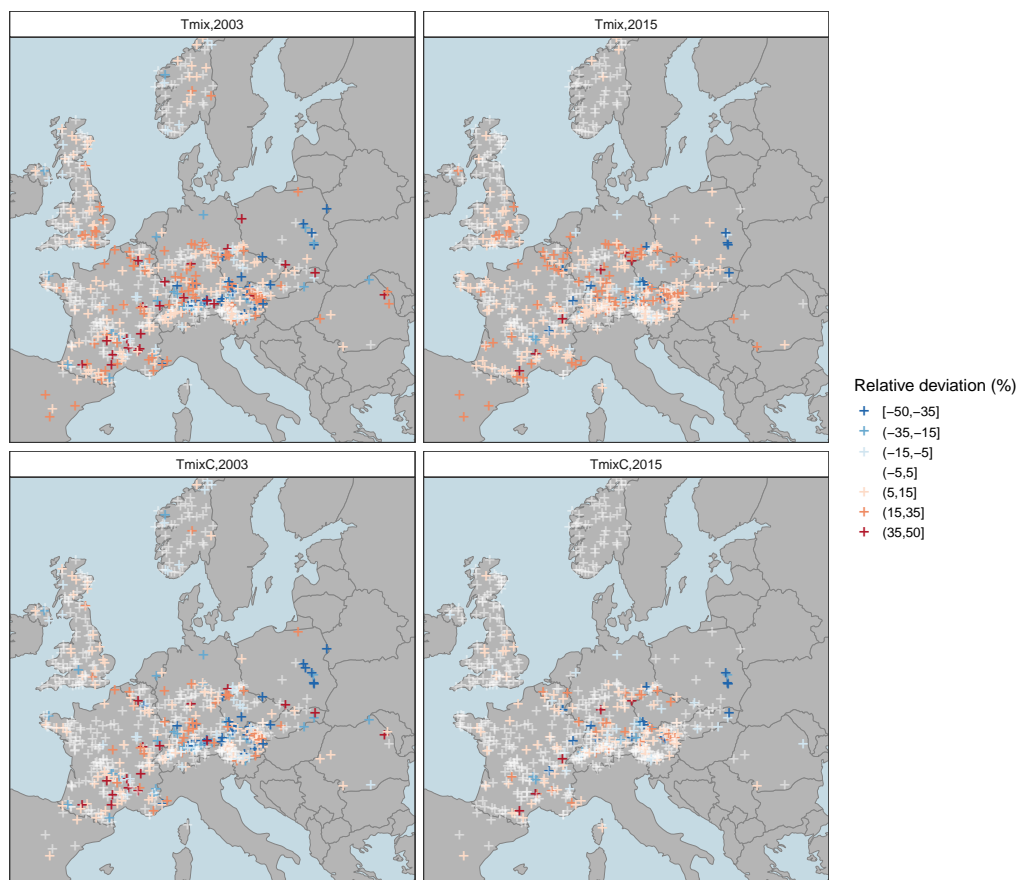 Tmix,2003
Tmix,2015
TmixC,2003
TmixC,2015
Relative deviation (%)
[−50,−35]
(−35,−15]
(−15,−5]
(−5,5]
(5,15]
(15,35]
(35,50]